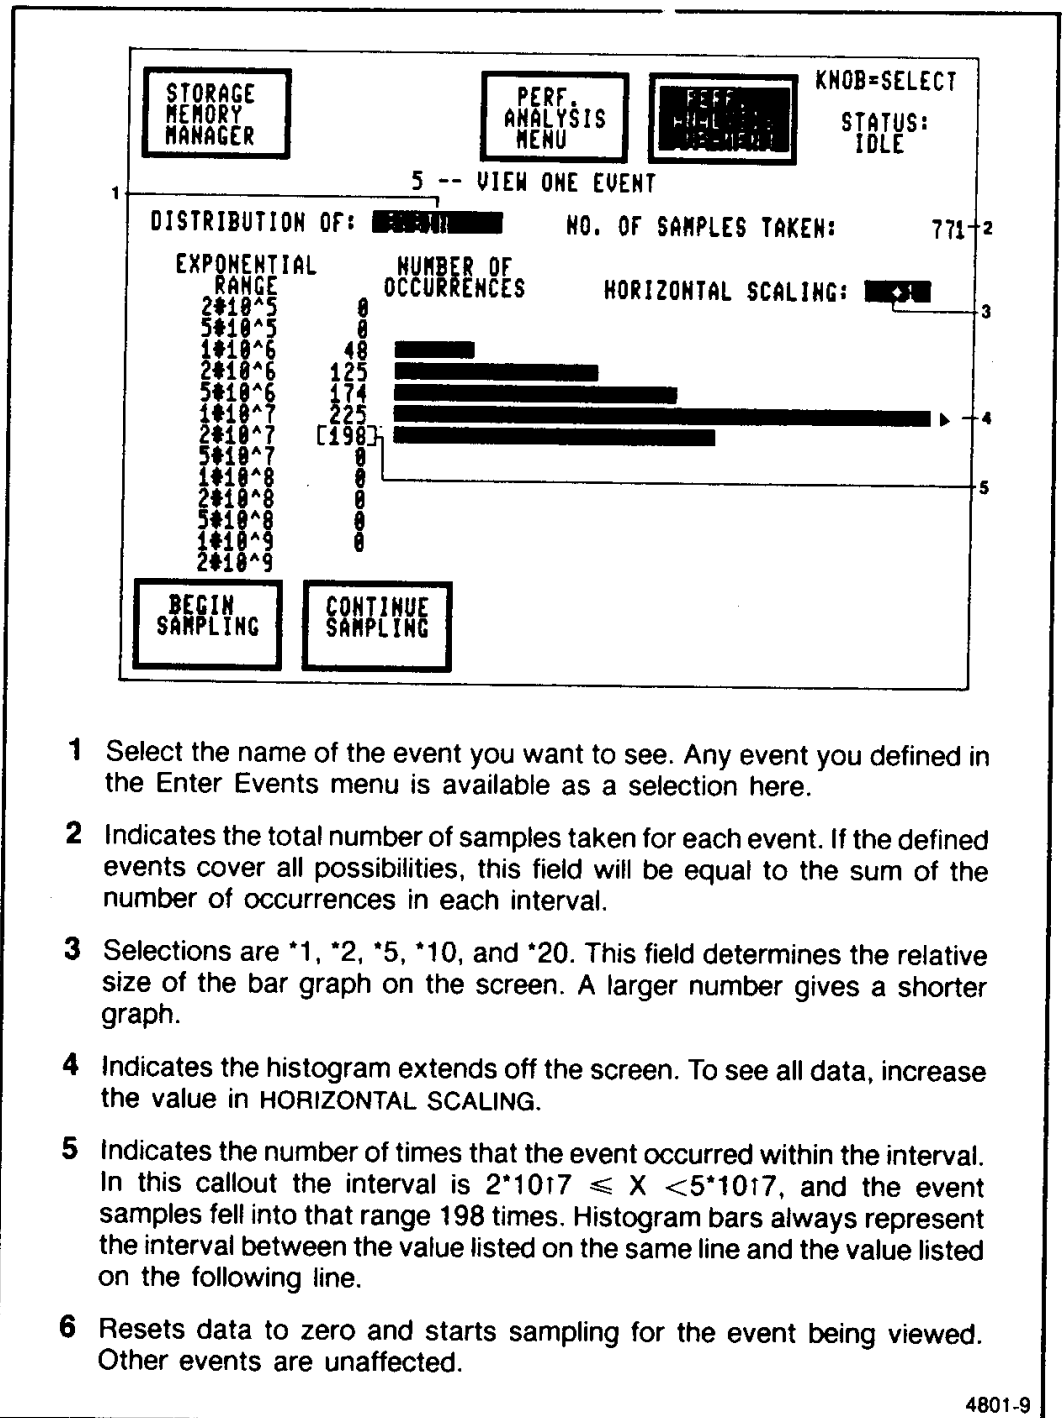 STORAGE
MEMORY
MANAGER
PERF.
ANALYSIS
MENU
KNOB=SELECT
STATUS:
IDLE
5 -- VIEW ONE EVENT
1
DISTRIBUTION OF:
NO. OF SAMPLES TAKEN: 771
2
EXPONENTIAL
RANGE
NUMBER OF
OCCURRENCES
HORIZONTAL SCALING:
3
2*10^5 0
5*10^5 0
1*10^6 48
2*10^6 125
5*10^6 174
1*10^7 225
4
2*10^7 [198]
5*10^7 0
1*10^8 0
5
2*10^8 0
5*10^8 0
1*10^9 0
2*10^9
BEGIN
SAMPLING
CONTINUE
SAMPLING
1 Select the name of the event you want to see. Any event you defined in
the Enter Events menu is available as a selection here.
2 Indicates the total number of samples taken for each event. If the defined
events cover all possibilities, this field will be equal to the sum of the
number of occurrences in each interval.
3 Selections are *1, *2, *5, *10, and *20. This field determines the relative
size of the bar graph on the screen. A larger number gives a shorter
graph.
4 Indicates the histogram extends off the screen. To see all data, increase
the value in HORIZONTAL SCALING.
5 Indicates the number of times that the event occurred within the interval.
In this callout the interval is 2*10↑7 ⩽ X <5*10↑7, and the event
samples fell into that range 198 times. Histogram bars always represent
the interval between the value listed on the same line and the value listed
on the following line.
6 Resets data to zero and starts sampling for the event being viewed.
Other events are unaffected.
4801-9